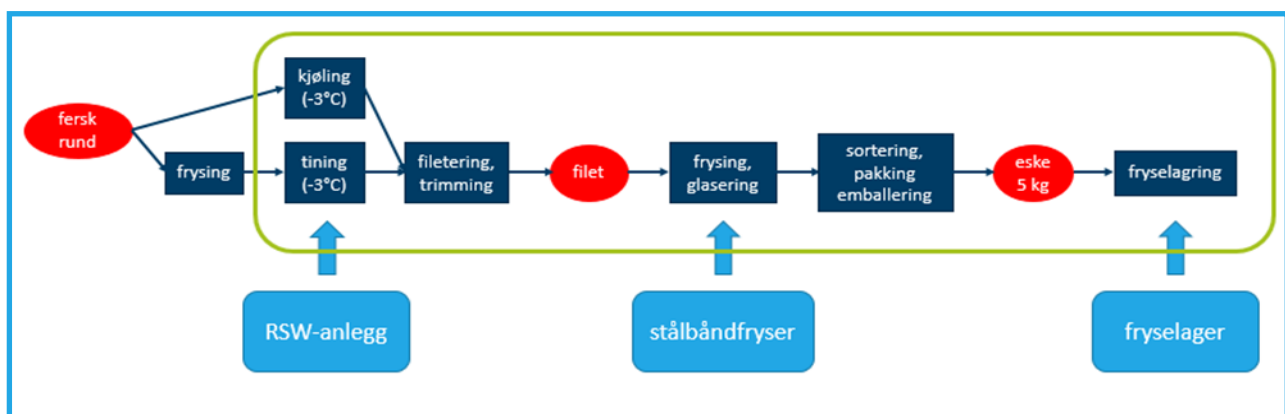 fersk
rund
frysing
kjøling
(-3°C)
tining
(-3°C)
filetering,
trimming
filet
frysing,
glasering
sortering,
pakking
emballering
eske
5 kg
fryselagring
RSW-anlegg
stålbåndfryser
fryselager